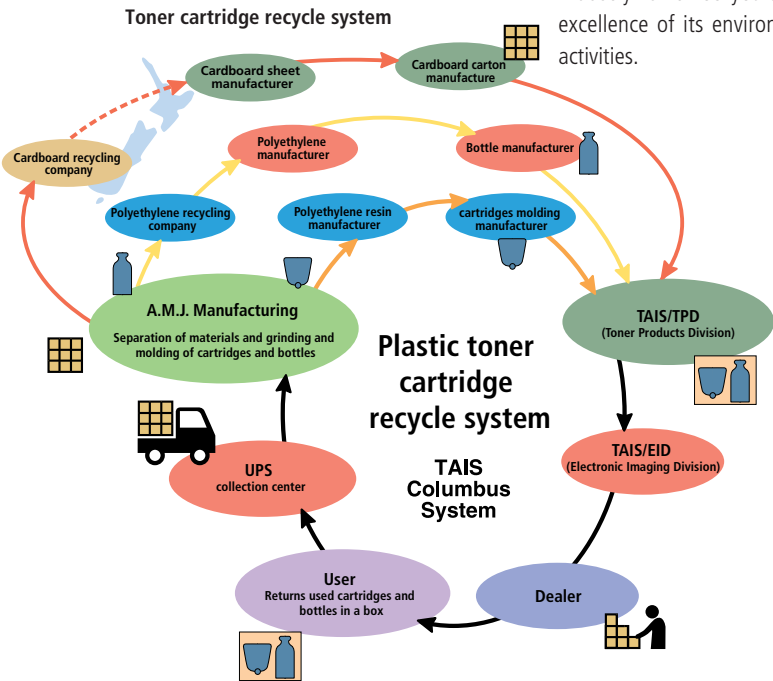 Toner cartridge recycle system
excellence of its environ
activities.
Cardboard sheet
manufacturer
Cardboard carton
manufacture
Polyethylene
manufacturer
Bottle manufacturer
Cardboard recycling
company
Polyethylene recycling
company
Polyethylene resin
manufacturer
cartridges molding
manufacturer
A.M.J. Manufacturing
Separation of materials and grinding and
molding of cartridges and bottles
TAIS/TPD
(Toner Products Division)
Plastic toner
cartridge
recycle system
TAIS/EID
(Electronic Imaging Division)
UPS
collection center
TAIS
Columbus
System
User
Returns used cartridges and
bottles in a box
Dealer